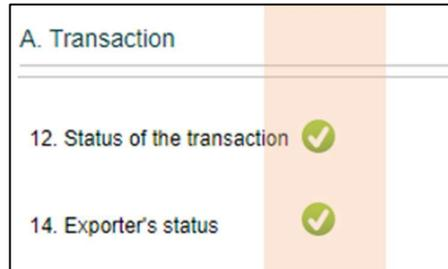 A. Transaction
12. Status of the transaction
14. Exporter's status